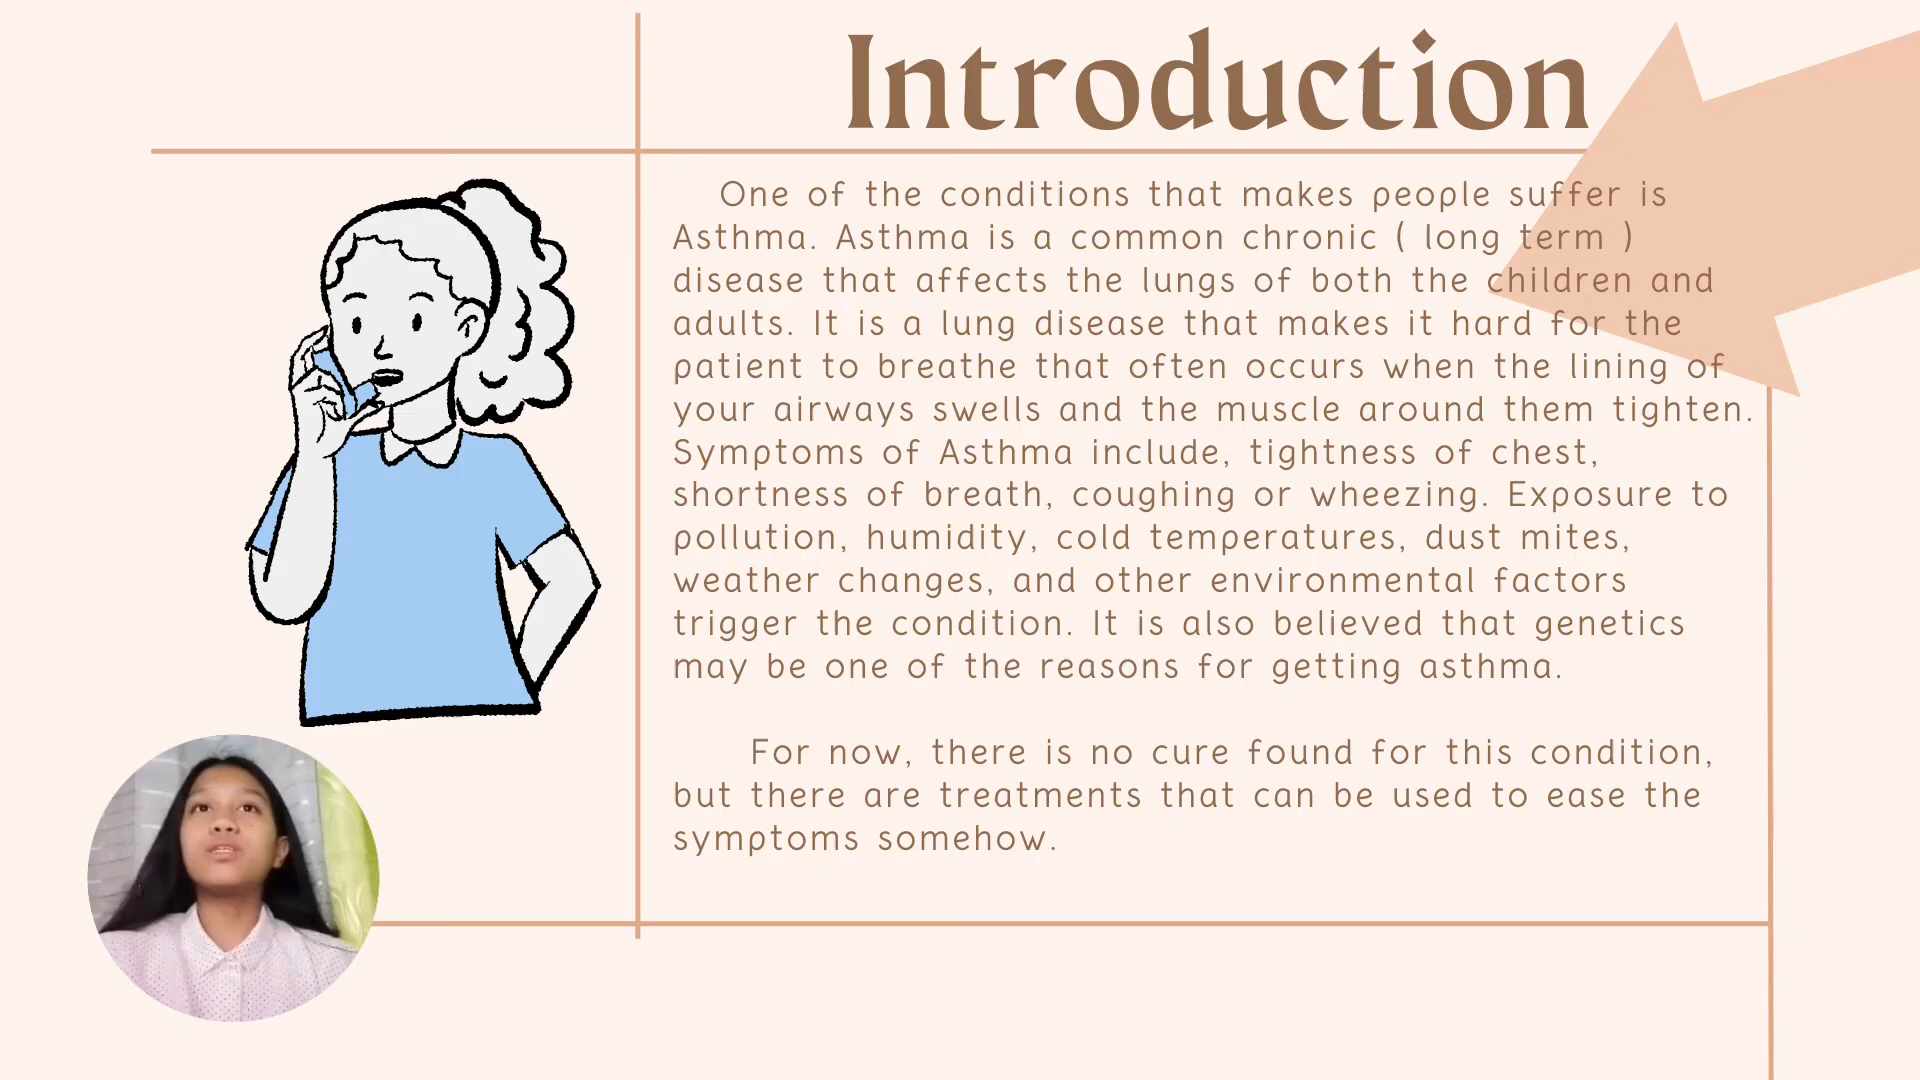 Introduction
One of the conditions that makes people suffer is
Asthma. Asthma is a common chronic ( long term )
disease that affects the lungs of both the children and
adults. It is a lung disease that makes it hard for the
patient to breathe that often occurs when the lining of
your airways swells and the muscle around them tighten.
Symptoms of Asthma include, tightness of chest,
shortness of breath, coughing or wheezing. Exposure to
pollution, humidity, cold temperatures, dust mites,
weather changes, and other environmental factors
trigger the condition. It is also believed that genetics
may be one of the reasons for getting asthma.
For now, there is no cure found for this condition,
but there are treatments that can be used to ease the
symptoms somehow.